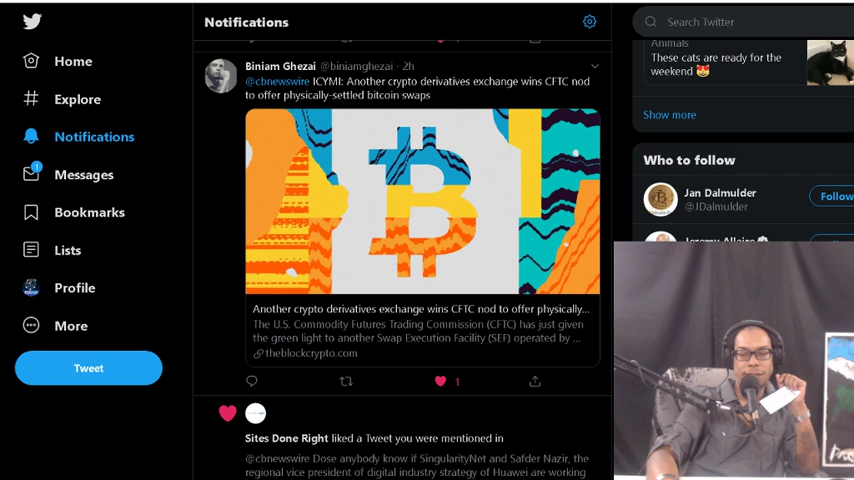 Home
Explore
Notifications
1
Messages
Bookmarks
Lists
Profile
More
Tweet
Notifications
Biniam Ghezai @biniamghezai · 2h
@cbnewswire ICYMI: Another crypto derivatives exchange wins CFTC nod
to offer physically-settled bitcoin swaps
Another crypto derivatives exchange wins CFTC nod to offer physically...
The U.S. Commodity Futures Trading Commission (CFTC) has just given
the green light to another Swap Execution Facility (SEF) operated by ...
theblockcrypto.com
1
Sites Done Right liked a Tweet you were mentioned in
@cbnewswire Dose anybody know if SingularityNet and Safder Nazir, the
regional vice president of digital industry strategy of Huawei are working
Search Twitter
Animals
These cats are ready for the
weekend 😍
Show more
Who to follow
Jan Dalmulder
@JDalmulder
Follow
Jeremy Allaire